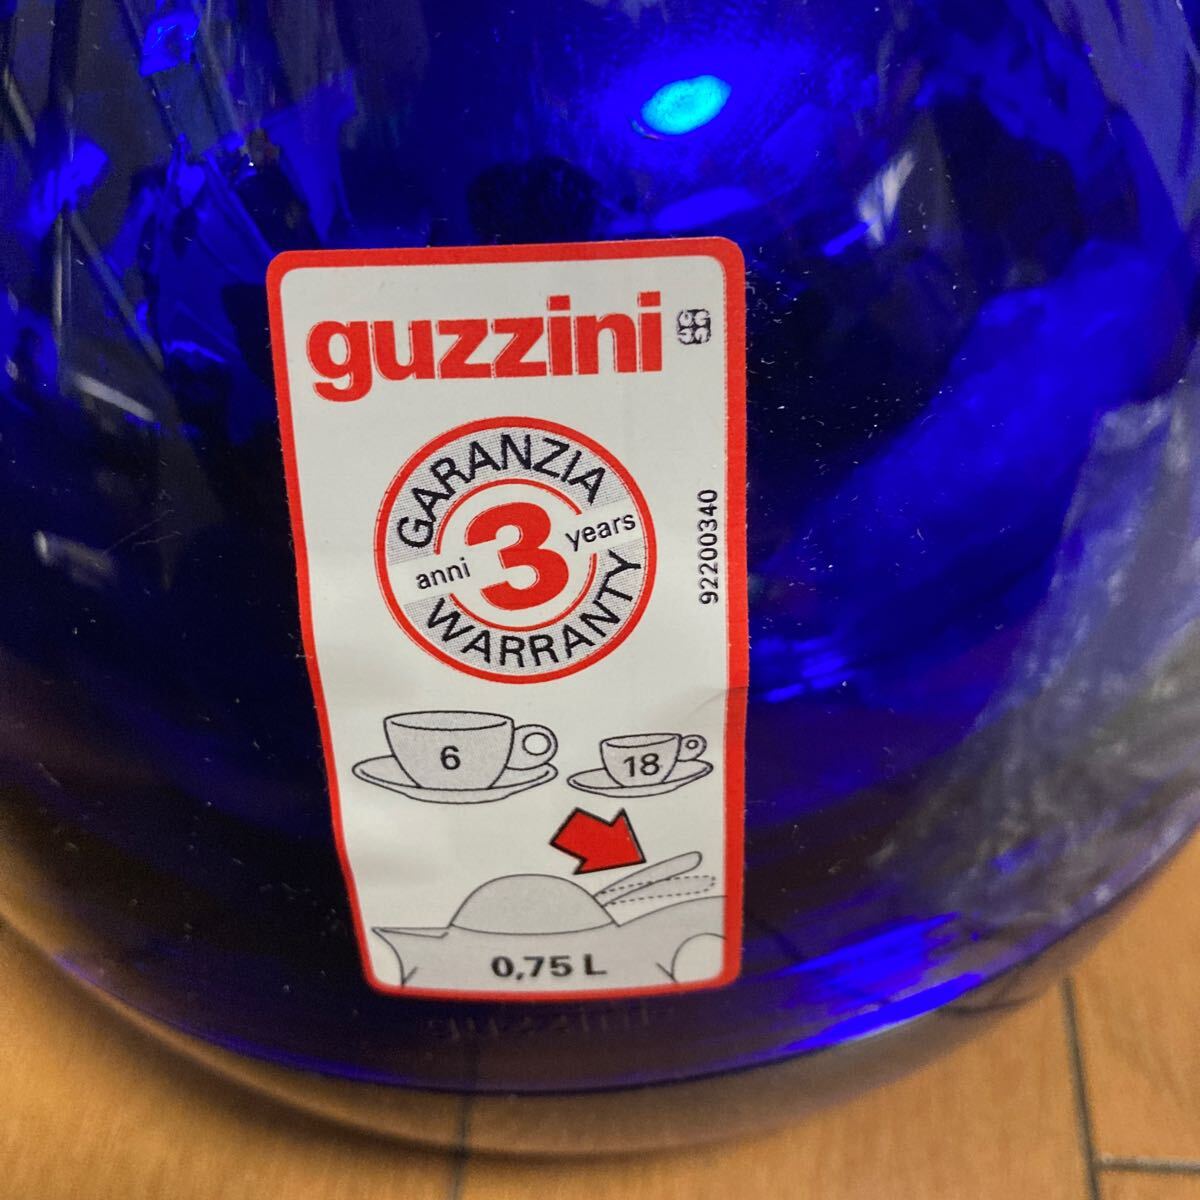 guzzini
GARANZIA
anni 3 years
WARRANTY
92200340
6
18
0,75 L
guzzini